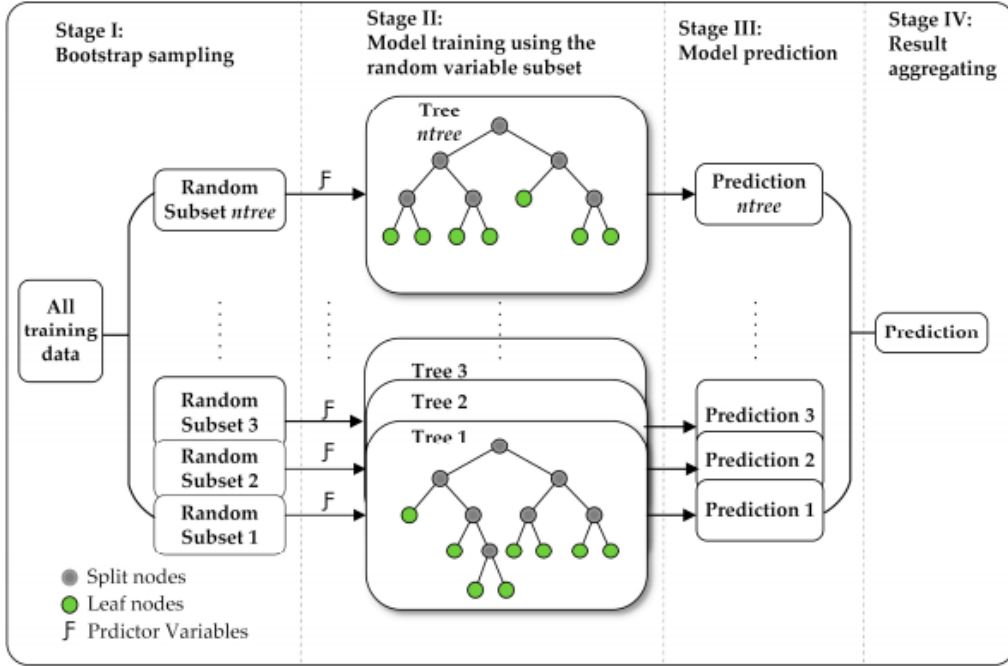 Stage I:
Bootstrap sampling
Stage II:
Model training using the
random variable subset
Stage III:
Model prediction
Stage IV:
Result
aggregating
Tree
ntree
Random
Subset ntree
Ƒ
Prediction
ntree
All
training
data
Prediction
Tree 3
Tree 2
Tree 1
Random
Subset 3
Ƒ
Prediction 3
Random
Subset 2
Ƒ
Prediction 2
Random
Subset 1
Ƒ
Prediction 1
Split nodes
Leaf nodes
Ƒ Prdictor Variables